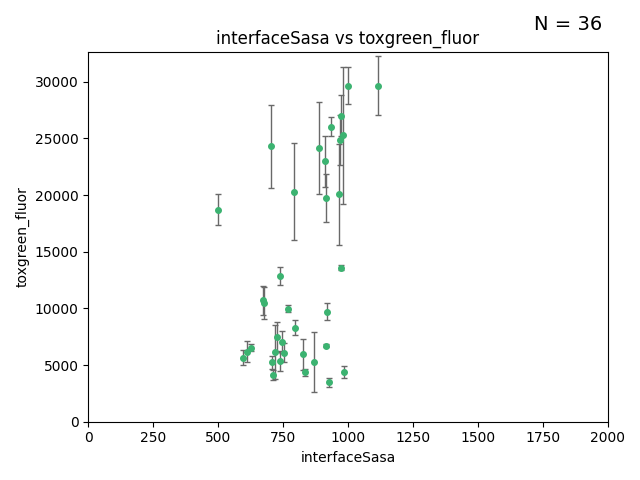 N = 36
interfaceSasa vs toxgreen_fluor
toxgreen_fluor
30000
25000
20000
15000
10000
5000
0
0 250 500 750 1000 1250 1500 1750 2000
interfaceSasa